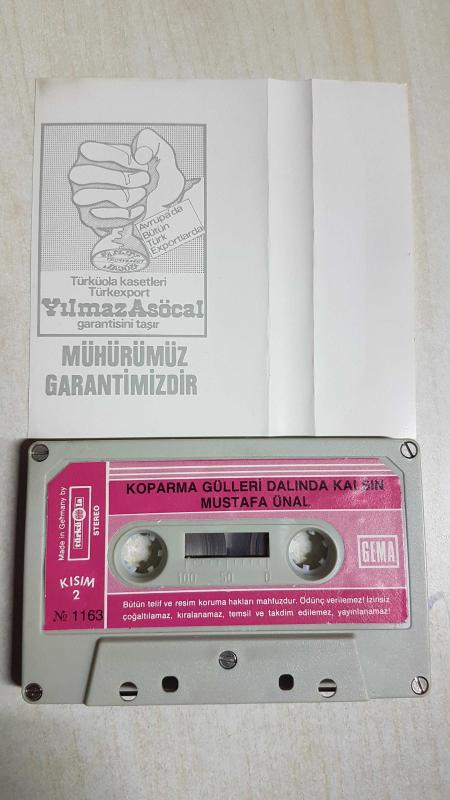 Avrupa'da
Bütün
Türk
Exportlarda
Türküola kasetleri
Türkexport
Yılmaz Asöcal
garantisini taşır
MÜHÜRÜMÜZ
GARANTİMİZDİR
KOPARMA GÜLLERİ DALINDA KALSIN
MUSTAFA ÜNAL
Made in Germany by
türküola
STEREO
GEMA
100 50 0
KISIM
2
№ 1163
Bütün telif ve resim koruma hakları mahfuzdur. Ödünç verilemez! İzinsiz
çoğaltılamaz, kiralanamaz, temsil ve takdim edilemez, yayınlanamaz!